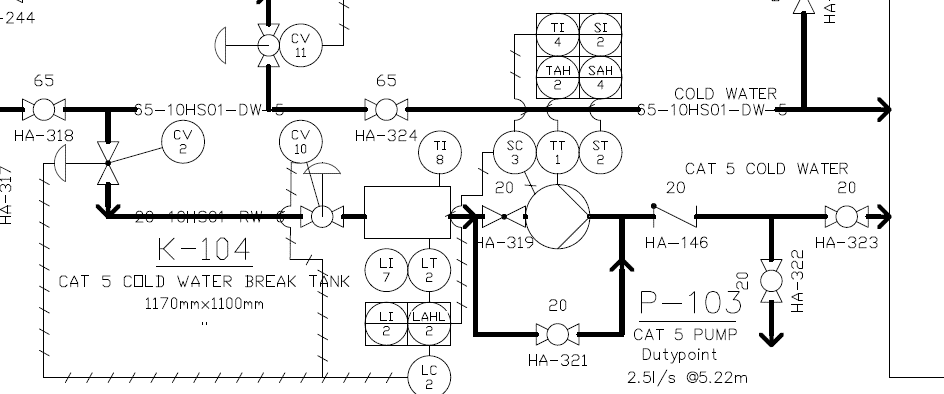 -244
CV
11
TI
4
SI
2
TAH
2
SAH
4
65
65
COLD WATER
65-10HS01-DW-5
65-10HS01-DW-5
HA-318
HA-324
HA-
CV
2
CV
10
TI
8
SC
3
TT
1
ST
2
CAT 5 COLD WATER
HA-317
20
20
20
20-10HS01-RW-6
HA-319
HA-146
HA-323
K-104
CAT 5 COLD WATER BREAK TANK
1170mmx1100mm
"
LI
7
LT
2
LI
2
LAHL
2
LC
2
20
HA-321
P-103
CAT 5 PUMP
Dutypoint
2.5l/s @5.22m
20
HA-322